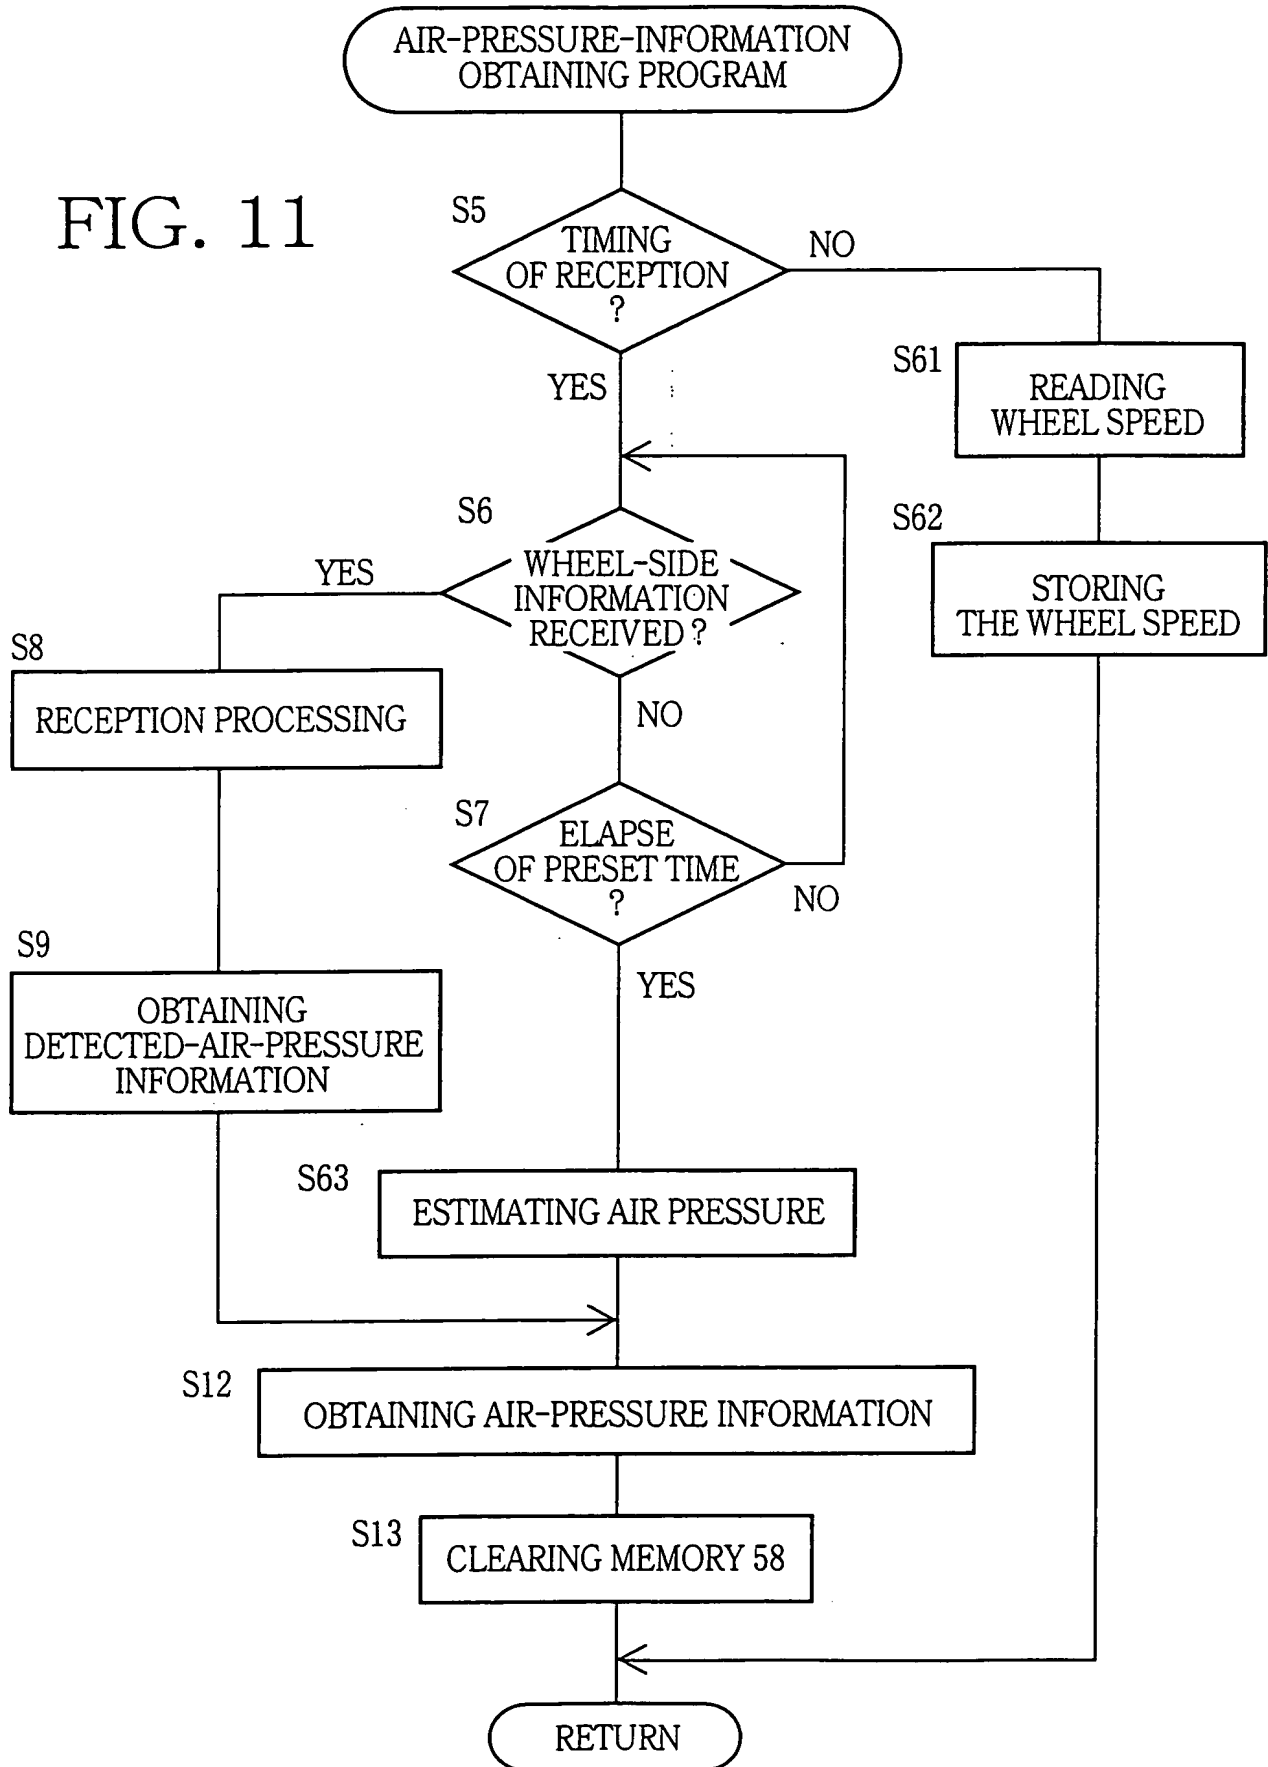 AIR-PRESSURE-INFORMATION
OBTAINING PROGRAM
FIG. 11
S5
TIMING
OF RECEPTION
?
NO
YES
S61
READING
WHEEL SPEED
S62
STORING
THE WHEEL SPEED
S6
WHEEL-SIDE
INFORMATION
RECEIVED?
YES
NO
S8
RECEPTION PROCESSING
S7
ELAPSE
OF PRESET TIME
?
NO
YES
S9
OBTAINING
DETECTED-AIR-PRESSURE
INFORMATION
S63
ESTIMATING AIR PRESSURE
S12
OBTAINING AIR-PRESSURE INFORMATION
S13
CLEARING MEMORY 58
RETURN